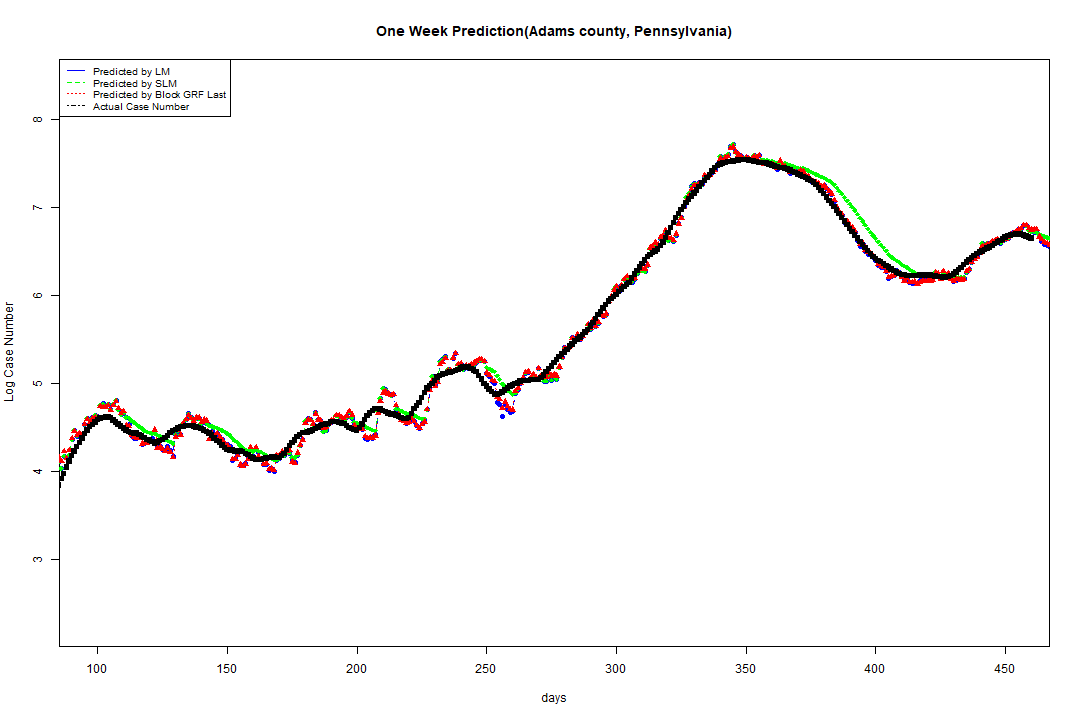 One Week Prediction(Adams county, Pennsylvania)
Predicted by LM
Predicted by SLM
Predicted by Block GRF Last
Actual Case Number
8
7
6
5
4
3
Log Case Number
100 150 200 250 300 350 400 450
days